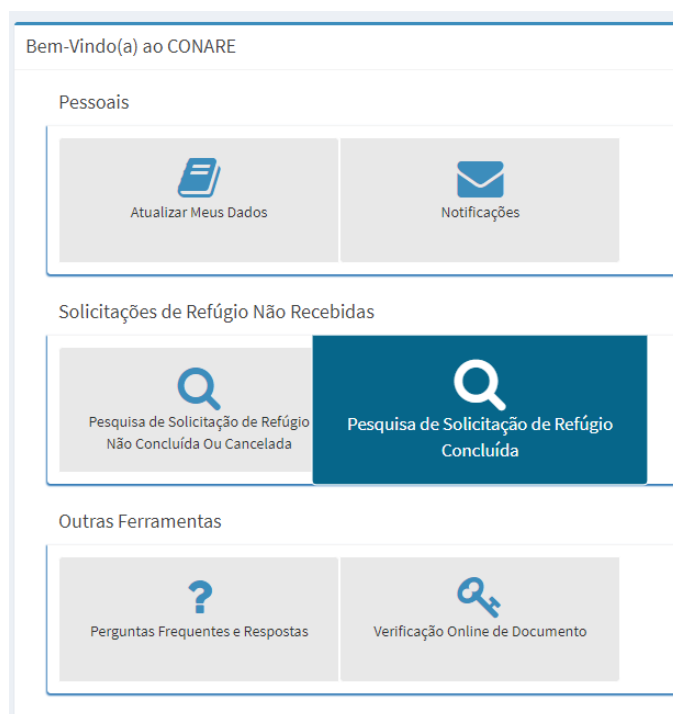 Bem-Vindo(a) ao CONARE
Pessoais
Atualizar Meus Dados
Notificações
Solicitações de Refúgio Não Recebidas
Pesquisa de Solicitação de Refúgio
Não Concluída Ou Cancelada
Pesquisa de Solicitação de Refúgio
Concluída
Outras Ferramentas
Perguntas Frequentes e Respostas
Verificação Online de Documento